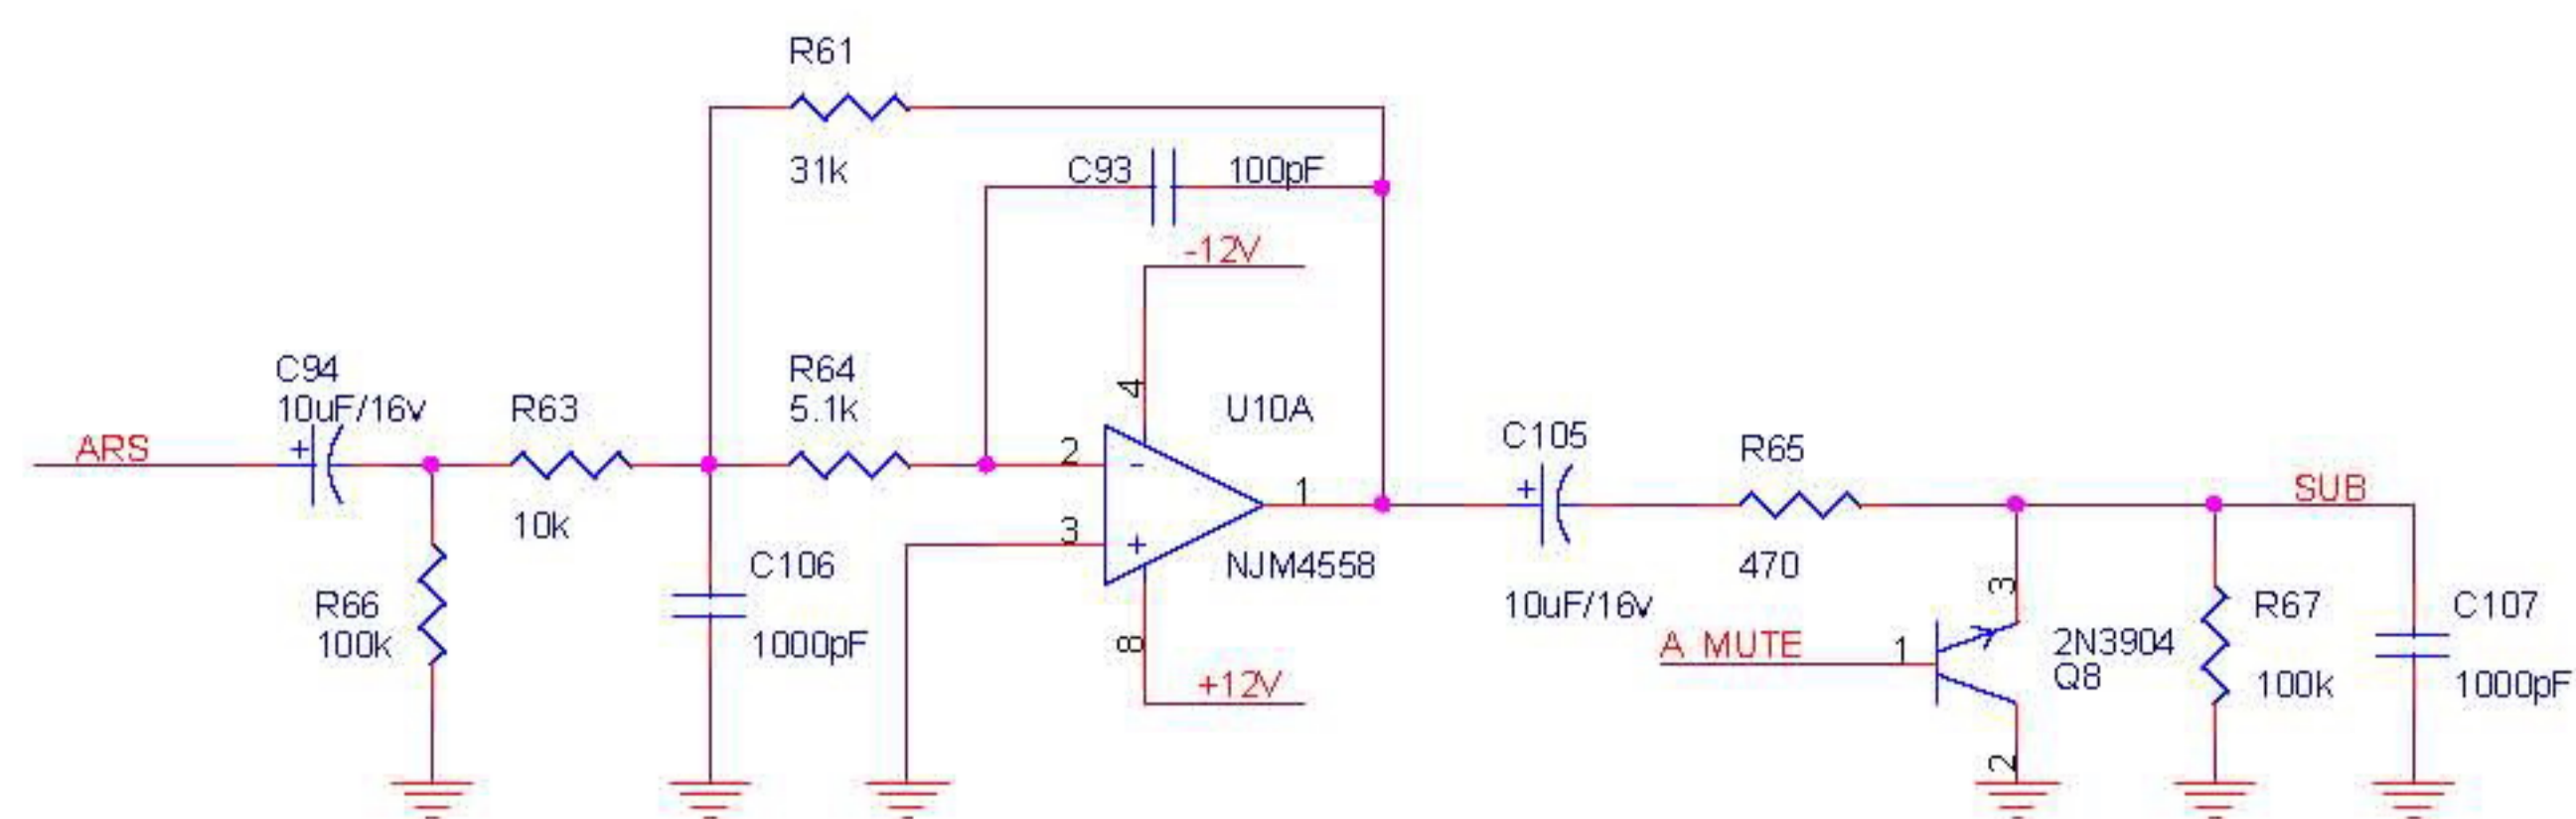 R61
31k
C93
100pF
-12V
4
C94
10uF/16v
ARS
+
R63
10k
R64
5.1k
2
-
3
+
U10A
1
NJM4558
8
+12V
R66
100k
C106
1000pF
C105
+
10uF/16v
R65
470
SUB
A MUTE
1
3
2
2N3904
Q8
R67
100k
C107
1000pF